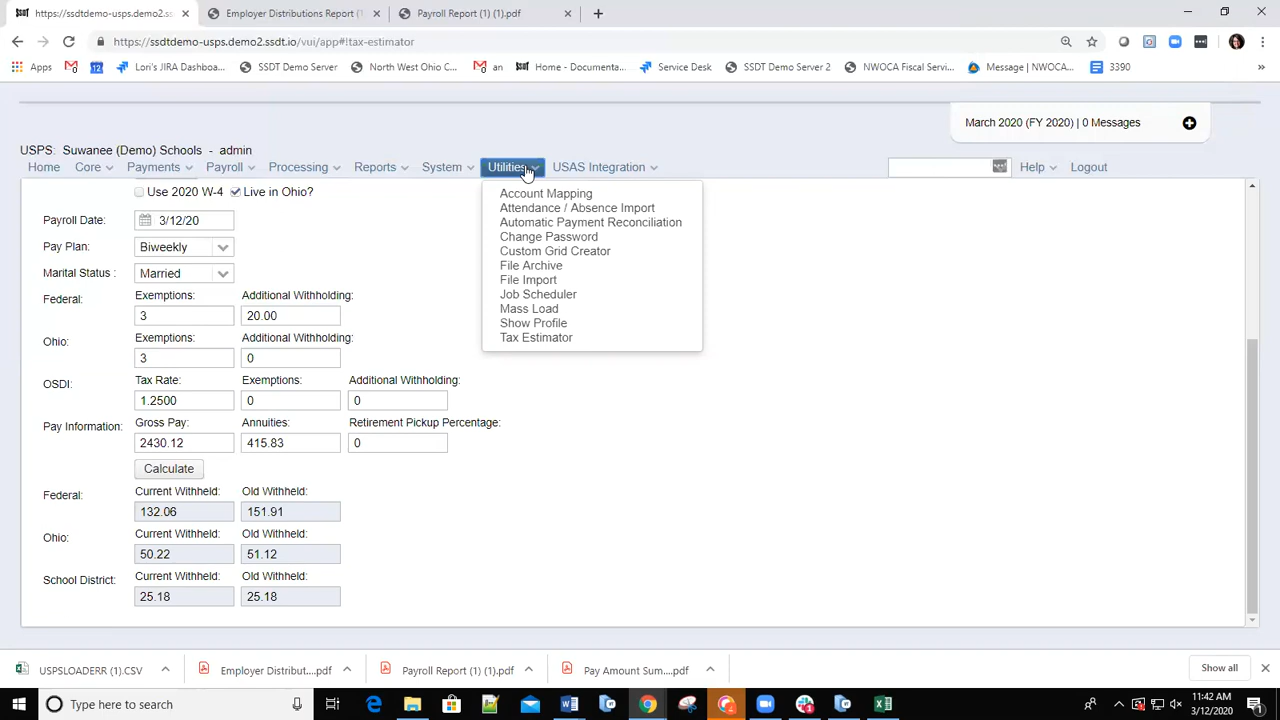 https://ssdtdemo-usps.demo2.ssdt.io/ Employer Distributions Report (1) Payroll Report (1) (1).pdf
https://ssdtdemo-usps.demo2.ssdt.io/vui/app#!tax-estimator
Apps 12 Lori's JIRA Dashboa... SSDT Demo Server North West Ohio C... an SSDT Home - Documenta... Service Desk SSDT Demo Server 2 NWOCA Fiscal Servi... Message | NWOCA... 3390 »
March 2020 (FY 2020) | 0 Messages
USPS: Suwanee (Demo) Schools - admin
Home Core Payments Payroll Processing Reports System Utilities USAS Integration Help Logout
Use 2020 W-4 Live in Ohio?
Payroll Date: 3/12/20
Pay Plan: Biweekly
Marital Status : Married
Federal: Exemptions: Additional Withholding:
3 20.00
Ohio: Exemptions: Additional Withholding:
3 0
OSDI: Tax Rate: Exemptions: Additional Withholding:
1.2500 0 0
Pay Information: Gross Pay: Annuities: Retirement Pickup Percentage:
2430.12 415.83 0
Calculate
Federal: Current Withheld: Old Withheld:
132.06 151.91
Ohio: Current Withheld: Old Withheld:
50.22 51.12
School District: Current Withheld: Old Withheld:
25.18 25.18
Account Mapping
Attendance / Absence Import
Automatic Payment Reconciliation
Change Password
Custom Grid Creator
File Archive
File Import
Job Scheduler
Mass Load
Show Profile
Tax Estimator
USPSLOADERR (1).CSV Employer Distribut....pdf Payroll Report (1) (1).pdf Pay Amount Sum....pdf Show all
Type here to search
11:42 AM
3/12/2020